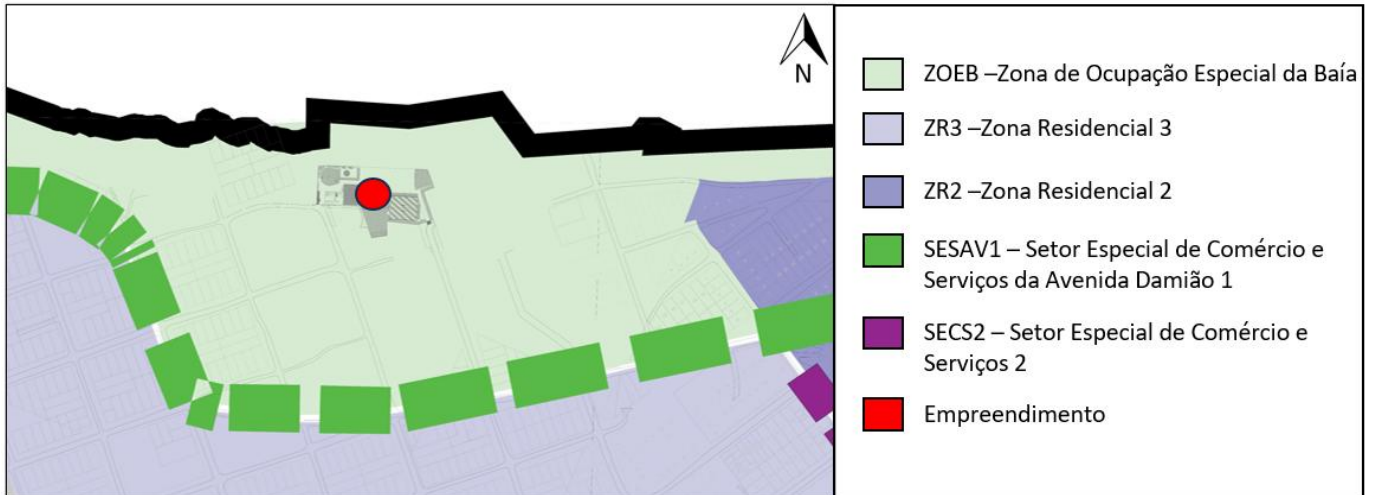 N
ZOEB –Zona de Ocupação Especial da Baía
ZR3 –Zona Residencial 3
ZR2 –Zona Residencial 2
SESAV1 – Setor Especial de Comércio e
Serviços da Avenida Damião 1
SECS2 – Setor Especial de Comércio e
Serviços 2
Empreendimento